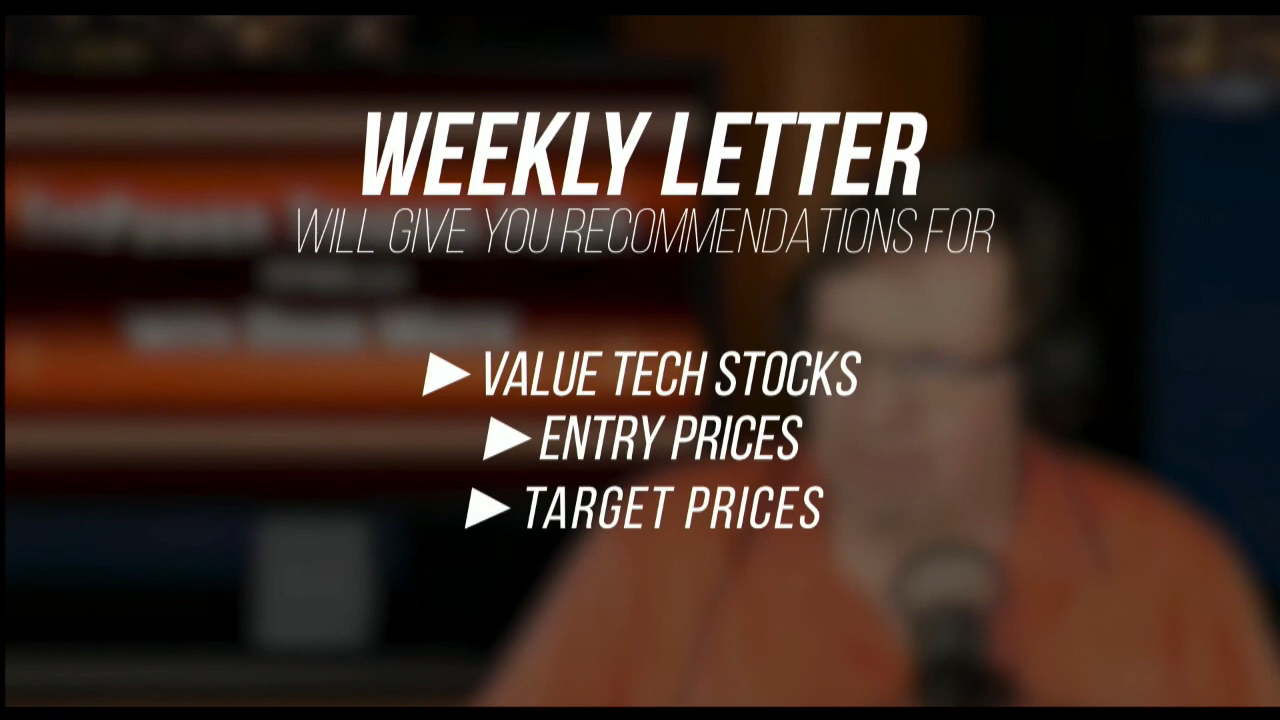 WEEKLY LETTER
WILL GIVE YOU RECOMMENDATIONS FOR
► VALUE TECH STOCKS
► ENTRY PRICES
► TARGET PRICES